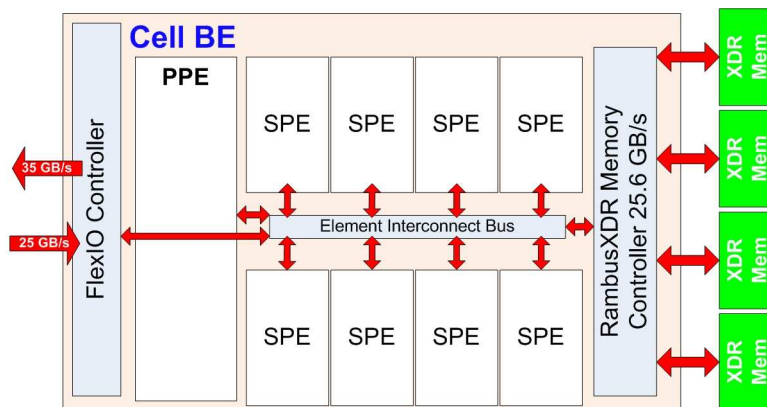 Cell BE
PPE
SPE
SPE
SPE
SPE
35 GB/s
25 GB/s
FlexIO Controller
Element Interconnect Bus
SPE
SPE
SPE
SPE
RambusXDR Memory
Controller 25.6 GB/s
XDR
Mem
XDR
Mem
XDR
Mem
XDR
Mem